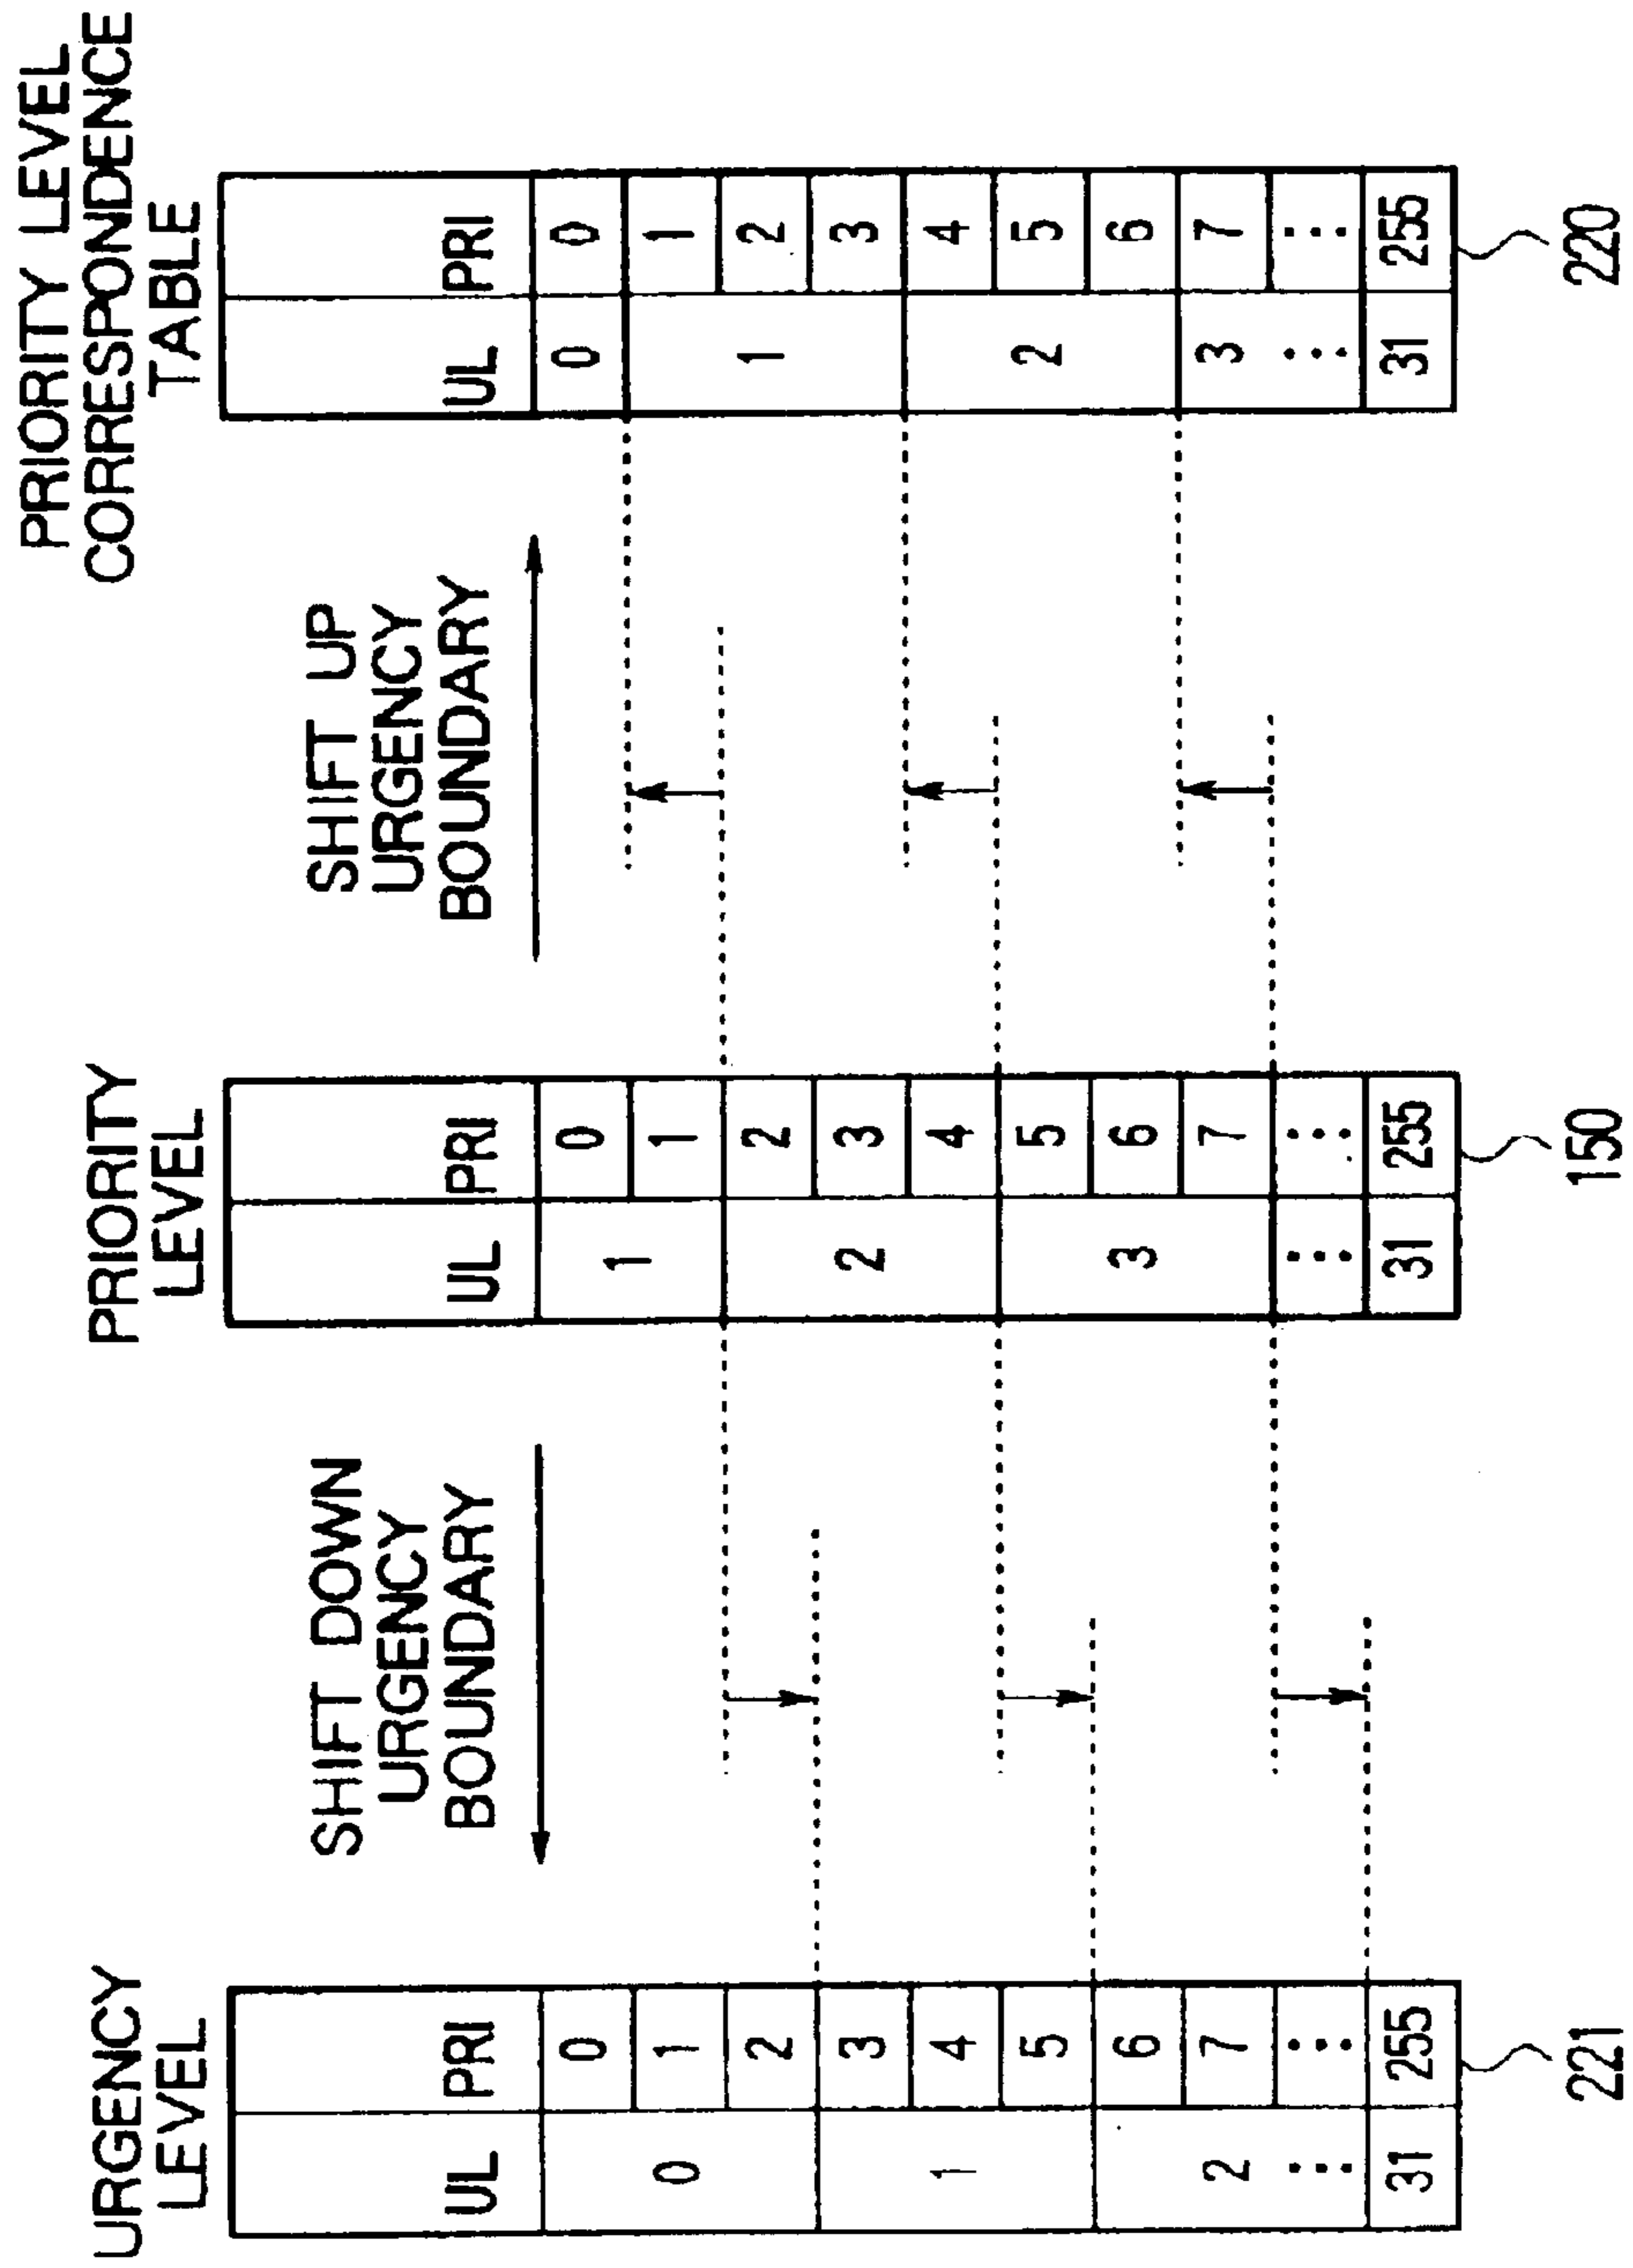 URGENCY
LEVEL
UL PRI
0
0 1
2
3
1 4
5
6
2 7
⋮ ⋮
31 255
221
SHIFT DOWN
URGENCY
BOUNDARY
PRIORITY
LEVEL
UL PRI
1 0
1
2
2 3
4
5
3 6
7
⋮ ⋮
31 255
150
SHIFT UP
URGENCY
BOUNDARY
PRIORITY LEVEL
CORRESPONDENCE
TABLE
UL PRI
0 0
1
1 2
3
4
2 5
6
3 7
⋮ ⋮
31 255
220